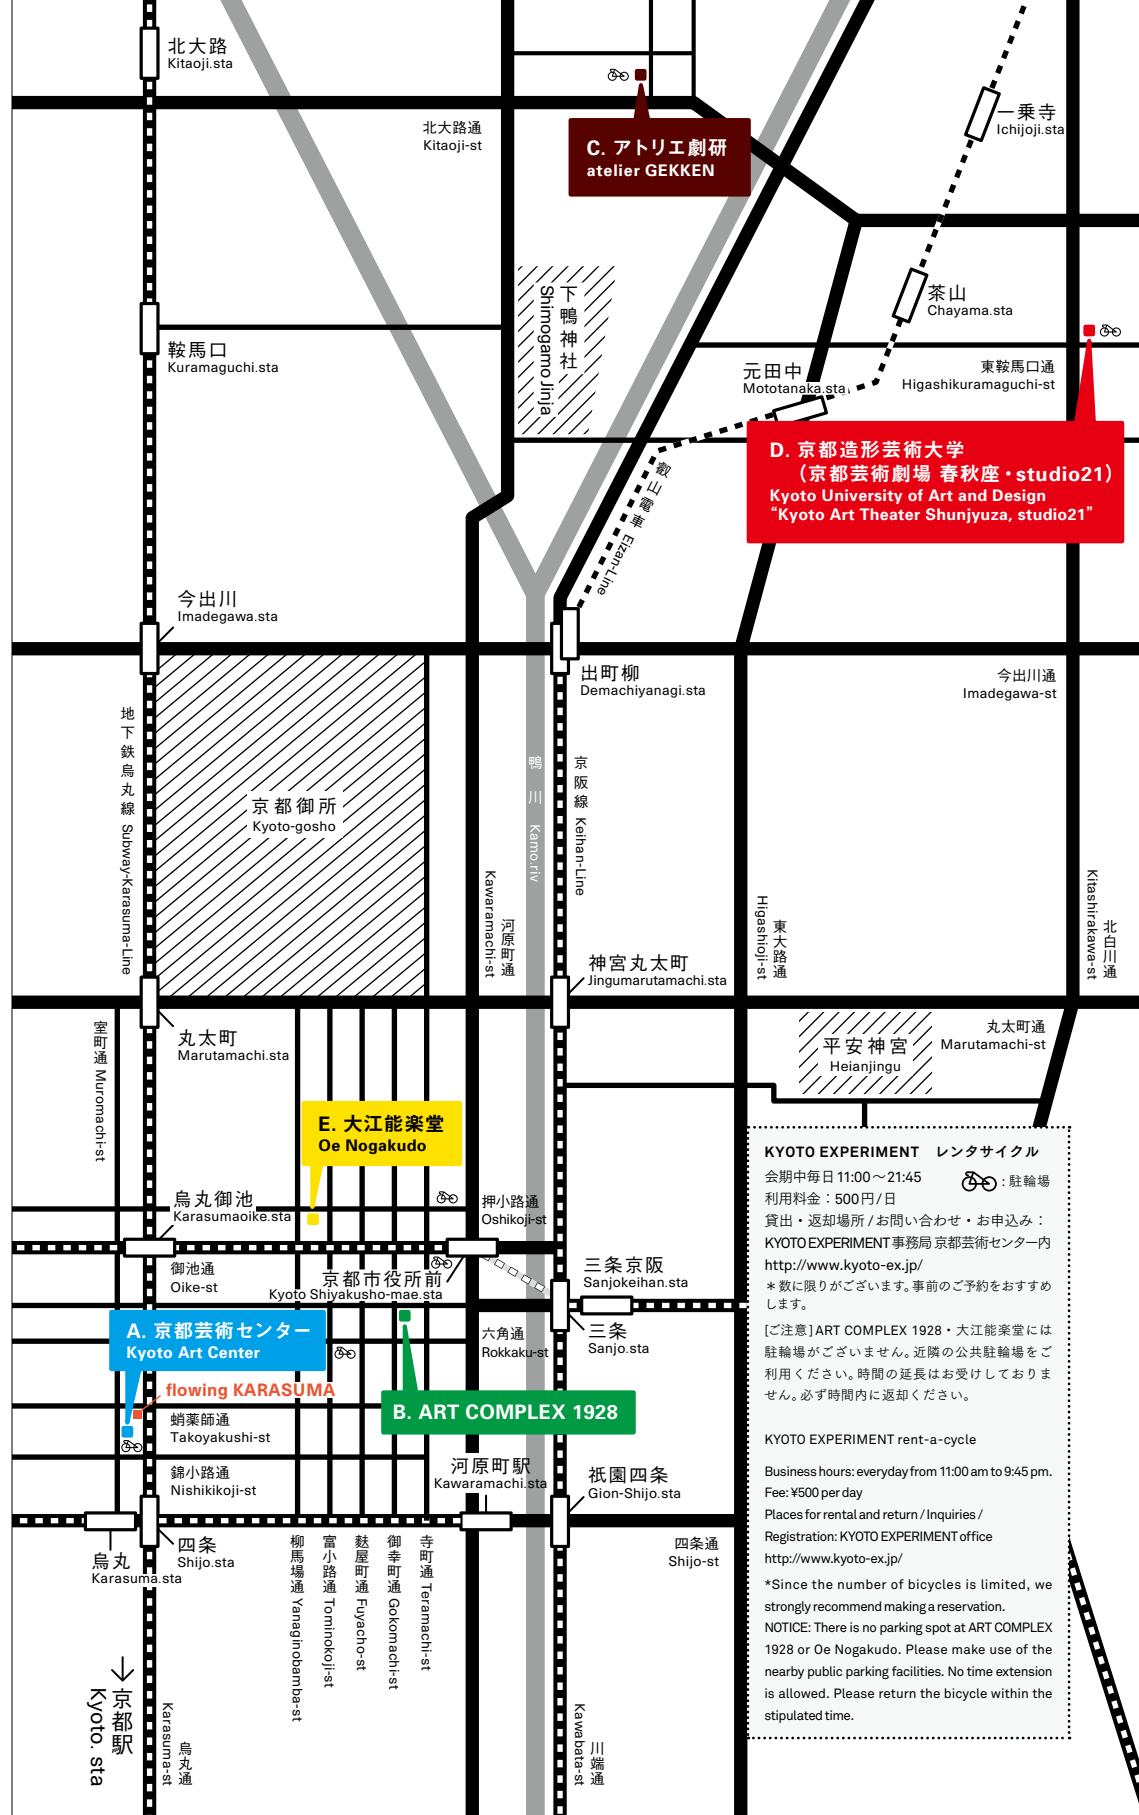 北大路
Kitaoji.sta
北大路通
Kitaoji-st
C. アトリエ劇研
atelier GEKKEN
一乗寺
Ichijoji.sta
茶山
Chayama.sta
下鴨神社
Shimogamo Jinja
鞍馬口
Kuramaguchi.sta
元田中
Mototanaka.sta
東鞍馬口通
Higashikuramaguchi-st
D. 京都造形芸術大学
（京都芸術劇場 春秋座・studio21）
Kyoto University of Art and Design
“Kyoto Art Theater Shunjyuza, studio21”
叡山電車 Eizan-Line
今出川
Imadegawa.sta
出町柳
Demachiyanagi.sta
今出川通
Imadegawa-st
地下鉄烏丸線 Subway-Karasuma-Line
京都御所
Kyoto-gosho
鴨川 Kamo.riv
京阪線 Keihan-Line
河原町通
Kawaramachi-st
東大路通
Higashioji-st
北白川通
Kitashirakawa-st
神宮丸太町
Jingumarutamachi.sta
丸太町
Marutamachi.sta
室町通 Muromachi-st
平安神宮
Heianjingu
丸太町通
Marutamachi-st
E. 大江能楽堂
Oe Nogakudo
烏丸御池
Karasumaoike.sta
押小路通
Oshikoji-st
御池通
Oike-st
京都市役所前
Kyoto Shiyakusho-mae.sta
三条京阪
Sanjokeihan.sta
三条
Sanjo.sta
六角通
Rokkaku-st
A. 京都芸術センター
Kyoto Art Center
flowing KARASUMA
B. ART COMPLEX 1928
蛸薬師通
Takoyakushi-st
錦小路通
Nishikikoji-st
河原町駅
Kawaramachi.sta
祇園四条
Gion-Shijo.sta
烏丸
Karasuma.sta
四条
Shijo.sta
四条通
Shijo-st
柳馬場通 Yanaginobamba-st
富小路通 Tominokoji-st
麩屋町通 Fuyacho-st
御幸町通 Gokomachi-st
寺町通 Teramachi-st
京都駅
Kyoto. sta
烏丸通
Karasuma-st
川端通
Kawabata-st
KYOTO EXPERIMENT レンタサイクル
会期中毎日 11:00～21:45
：駐輪場
利用料金：500円/日
貸出・返却場所/お問い合わせ・お申込み：
KYOTO EXPERIMENT事務局 京都芸術センター内
http://www.kyoto-ex.jp/
＊数に限りがございます。事前のご予約をおすすめ
します。
[ご注意]ART COMPLEX 1928・大江能楽堂には
駐輪場がございません。近隣の公共駐輪場をご
利用ください。時間の延長はお受けしておりま
せん。必ず時間内に返却ください。
KYOTO EXPERIMENT rent-a-cycle
Business hours: everyday from 11:00 am to 9:45 pm.
Fee: ¥500 per day
Places for rental and return / Inquiries /
Registration: KYOTO EXPERIMENT office
http://www.kyoto-ex.jp/
*Since the number of bicycles is limited, we
strongly recommend making a reservation.
NOTICE: There is no parking spot at ART COMPLEX
1928 or Oe Nogakudo. Please make use of the
nearby public parking facilities. No time extension
is allowed. Please return the bicycle within the
stipulated time.